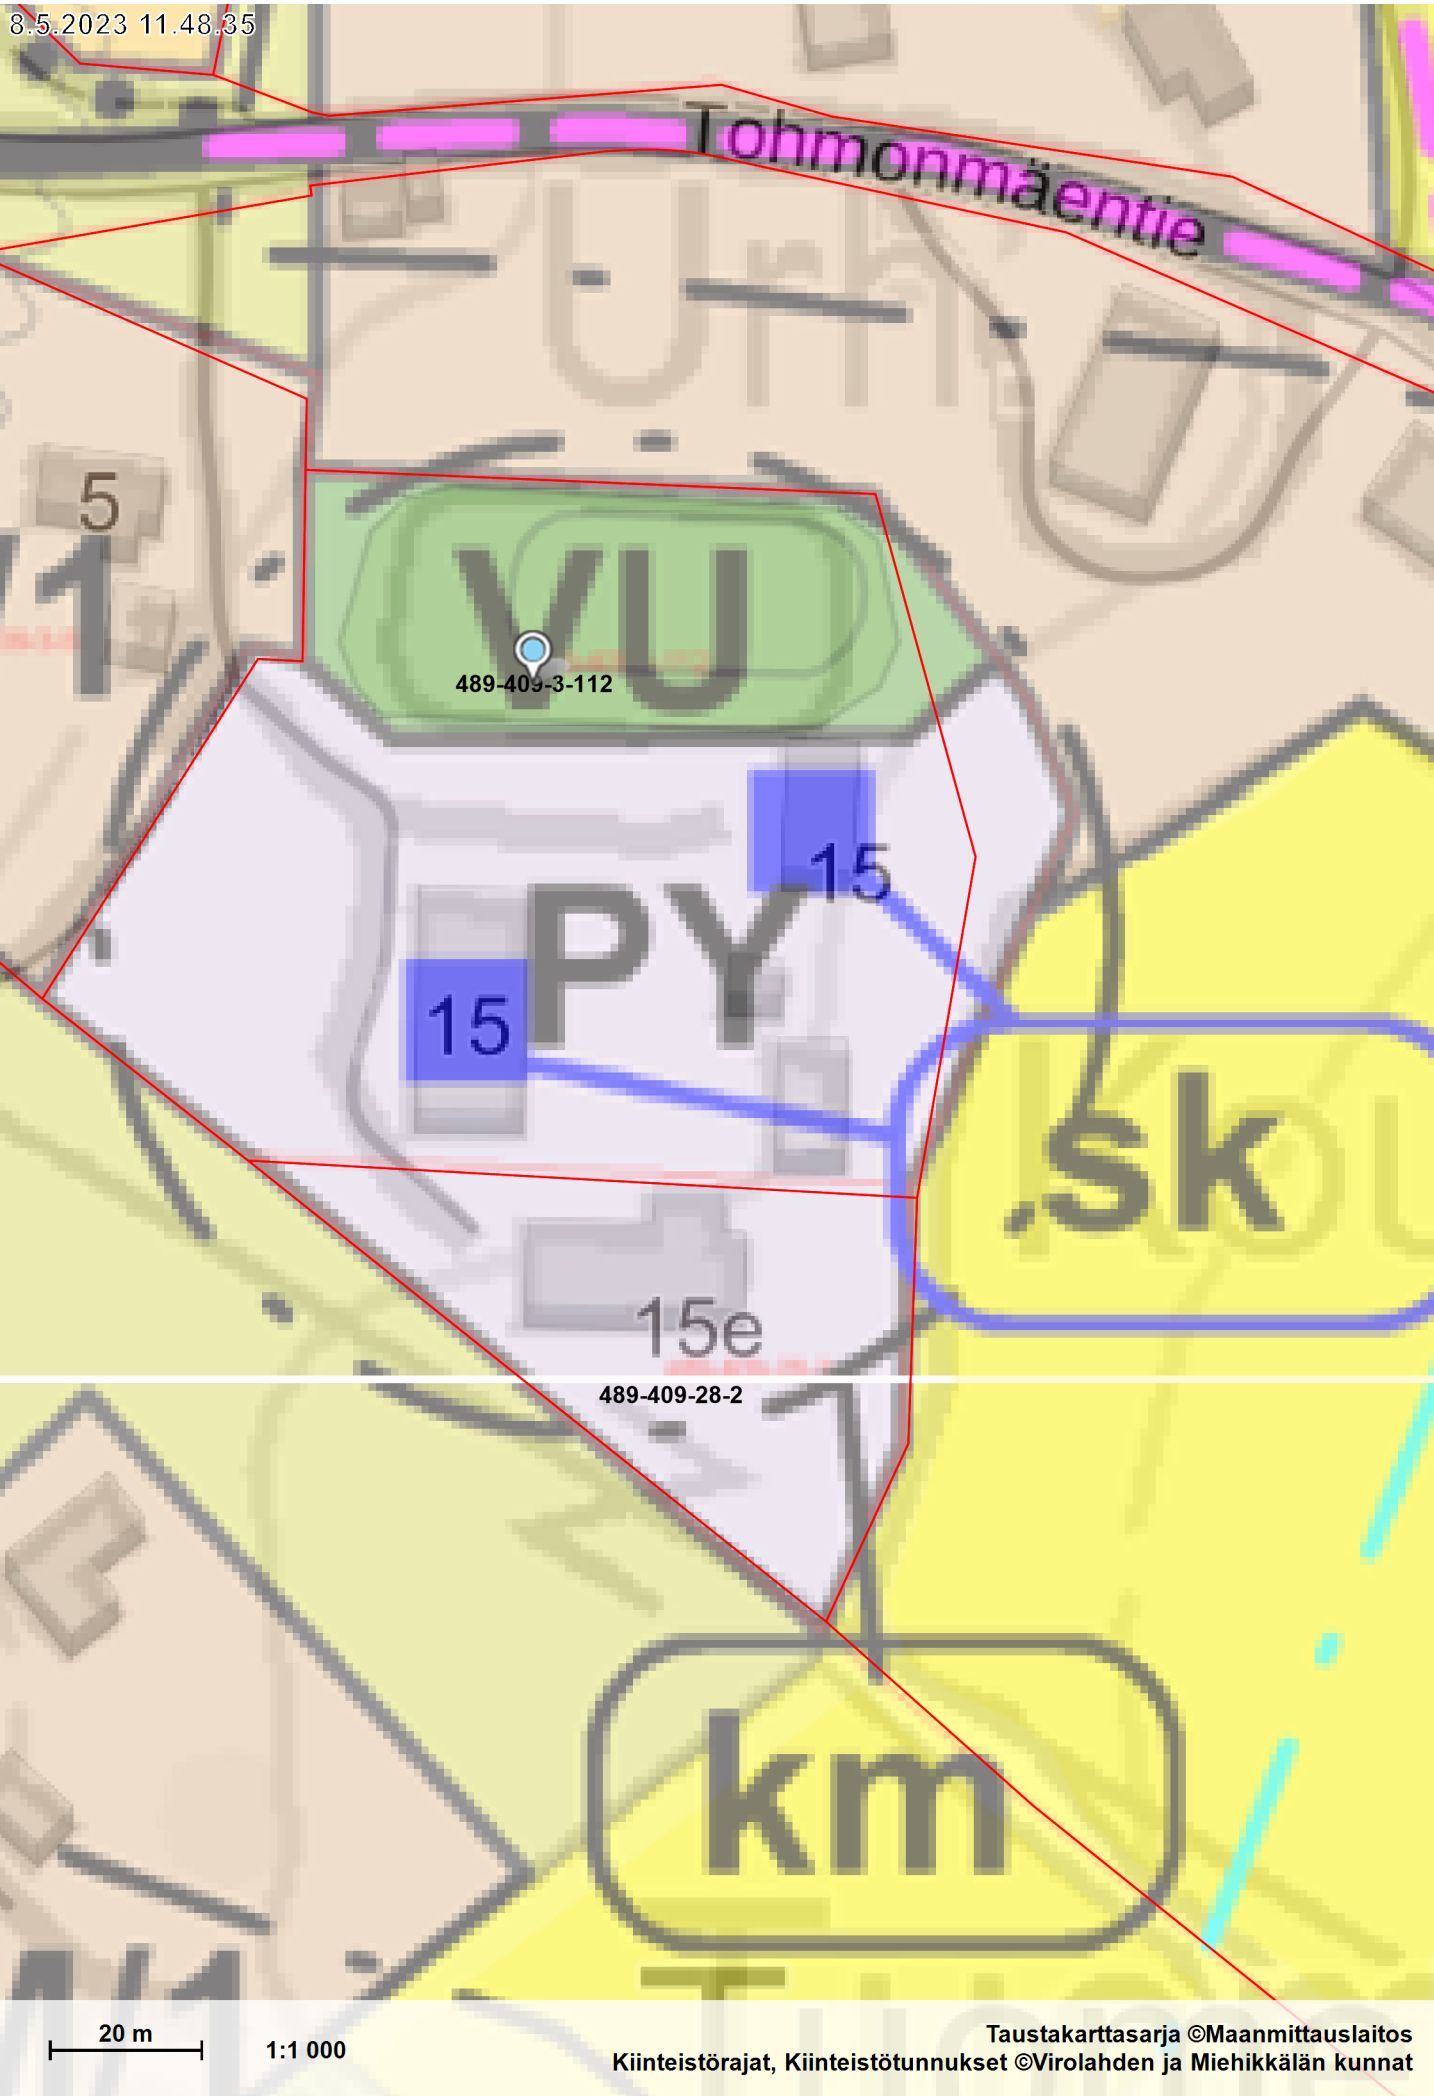 8.5.2023 11.48.35
Tohmonmäentie
5
VU
489-409-3-112
15
PY
15
sk
15e
489-409-28-2
km
20 m
1:1 000
Taustakarttasarja ©Maanmittauslaitos
Kiinteistörajat, Kiinteistötunnukset ©Virolahden ja Miehikkälän kunnat